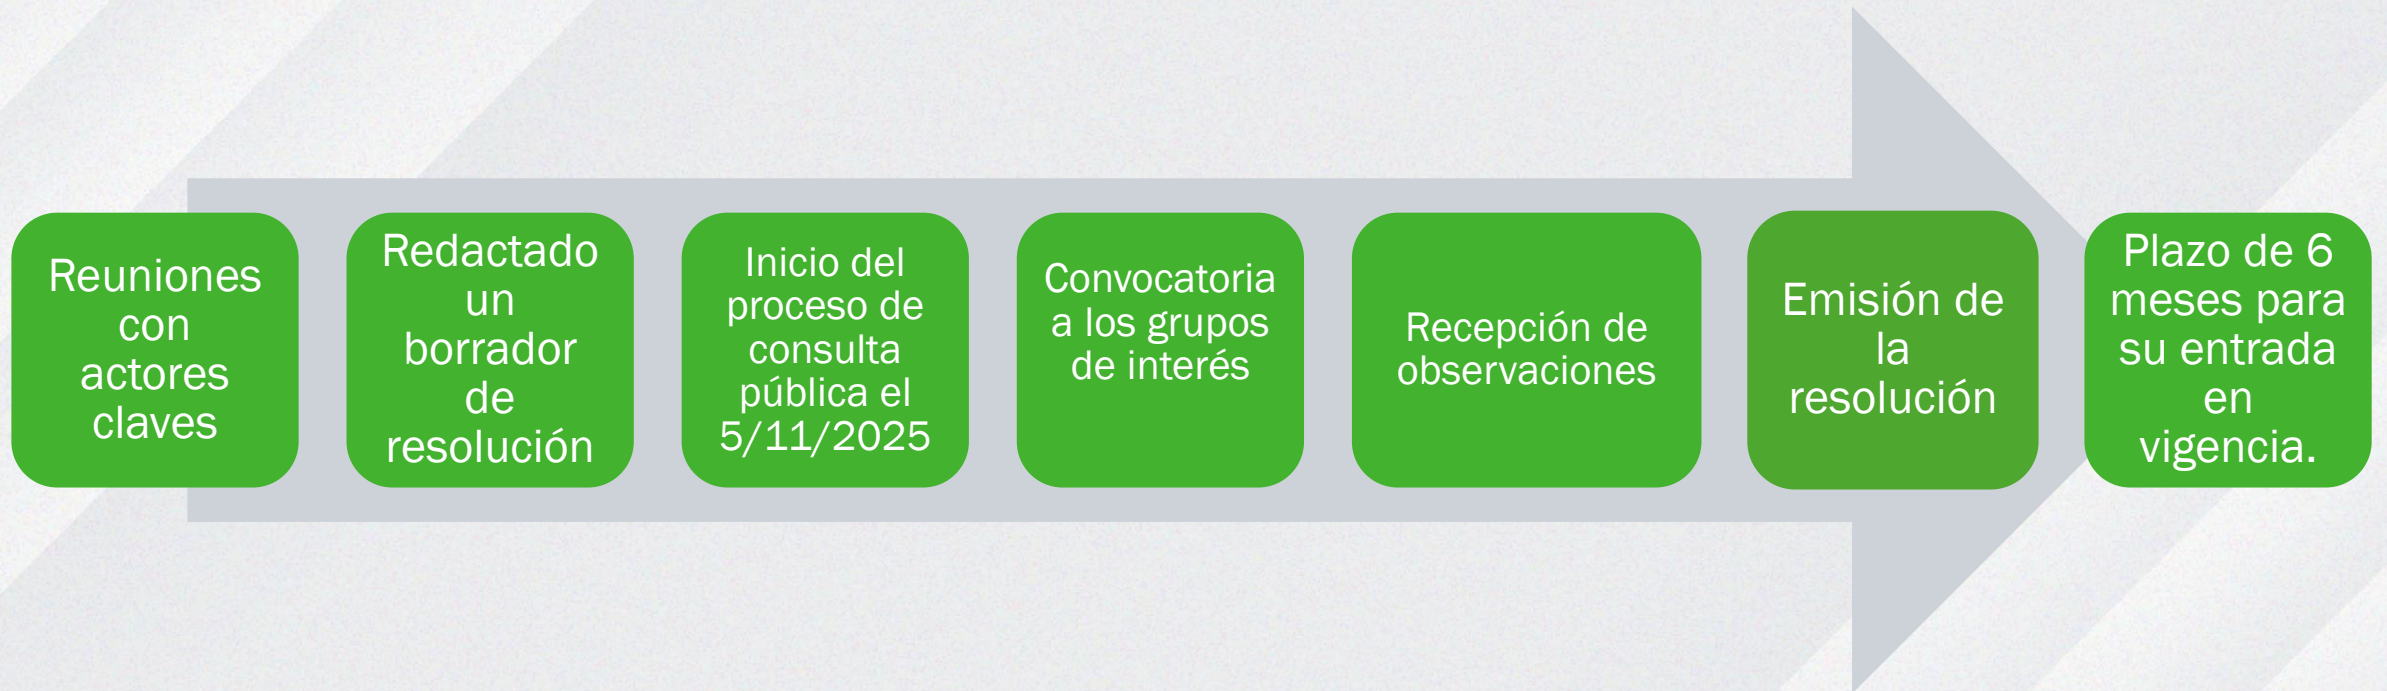 Reuniones
con
actores
claves
Redactado
un
borrador
de
resolución
Inicio del
proceso de
consulta
pública el
5/11/2025
Convocatoria
a los grupos
de interés
Recepción de
observaciones
Emisión de
la
resolución
Plazo de 6
meses para
su entrada
en
vigencia.